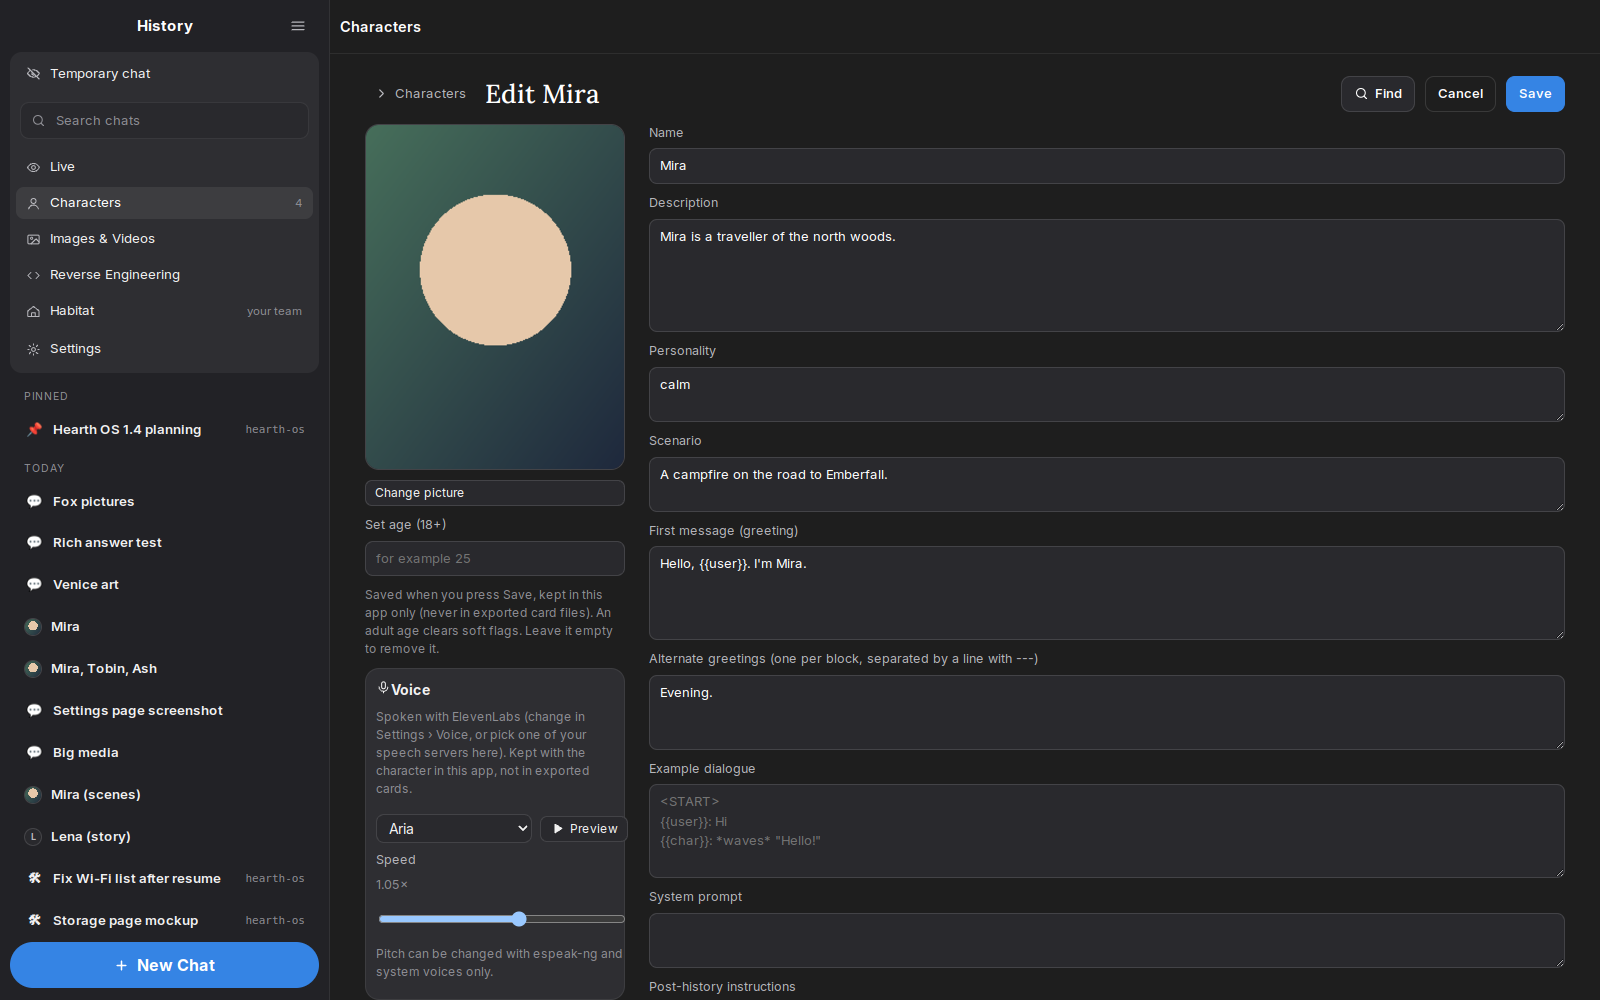 History
Temporary chat
Search chats
Live
Characters 4
Images & Videos
Reverse Engineering
Habitat your team
Settings
PINNED
Hearth OS 1.4 planning hearth-os
TODAY
Fox pictures
Rich answer test
Venice art
Mira
Mira, Tobin, Ash
Settings page screenshot
Big media
Mira (scenes)
L Lena (story)
Fix Wi-Fi list after resume hearth-os
Storage page mockup hearth-os
+ New Chat
Characters
Characters Edit Mira
Find Cancel Save
Change picture
Set age (18+)
for example 25
Saved when you press Save, kept in this
app only (never in exported card files). An
adult age clears soft flags. Leave it empty
to remove it.
Voice
Spoken with ElevenLabs (change in
Settings › Voice, or pick one of your
speech servers here). Kept with the
character in this app, not in exported
cards.
Aria Preview
Speed
1.05×
Pitch can be changed with espeak-ng and
system voices only.
Name
Mira
Description
Mira is a traveller of the north woods.
Personality
calm
Scenario
A campfire on the road to Emberfall.
First message (greeting)
Hello, {{user}}. I'm Mira.
Alternate greetings (one per block, separated by a line with ---)
Evening.
Example dialogue
<START>
{{user}}: Hi
{{char}}: *waves* "Hello!"
System prompt
Post-history instructions